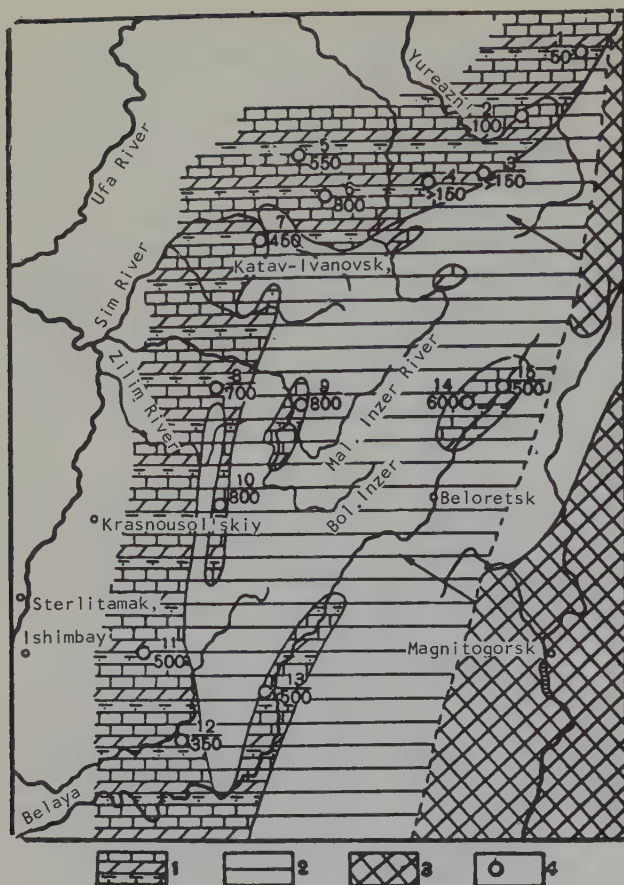 1
50
Yureazni
2
100
Ufa River
5
550
3
>150
4
>150
6
800
7
450
Katav-Ivanovsk,
Sim River
Zilim River
8
700
9
800
Mal. Inzer River
14
600
15
500
10
800
Bol. Inzer
Beloretsk
Krasnousol'skiy
Sterlitamak,
Ishimbay
11
500
Magnitogorsk
13
500
12
350
Belaya
1
2
3
4